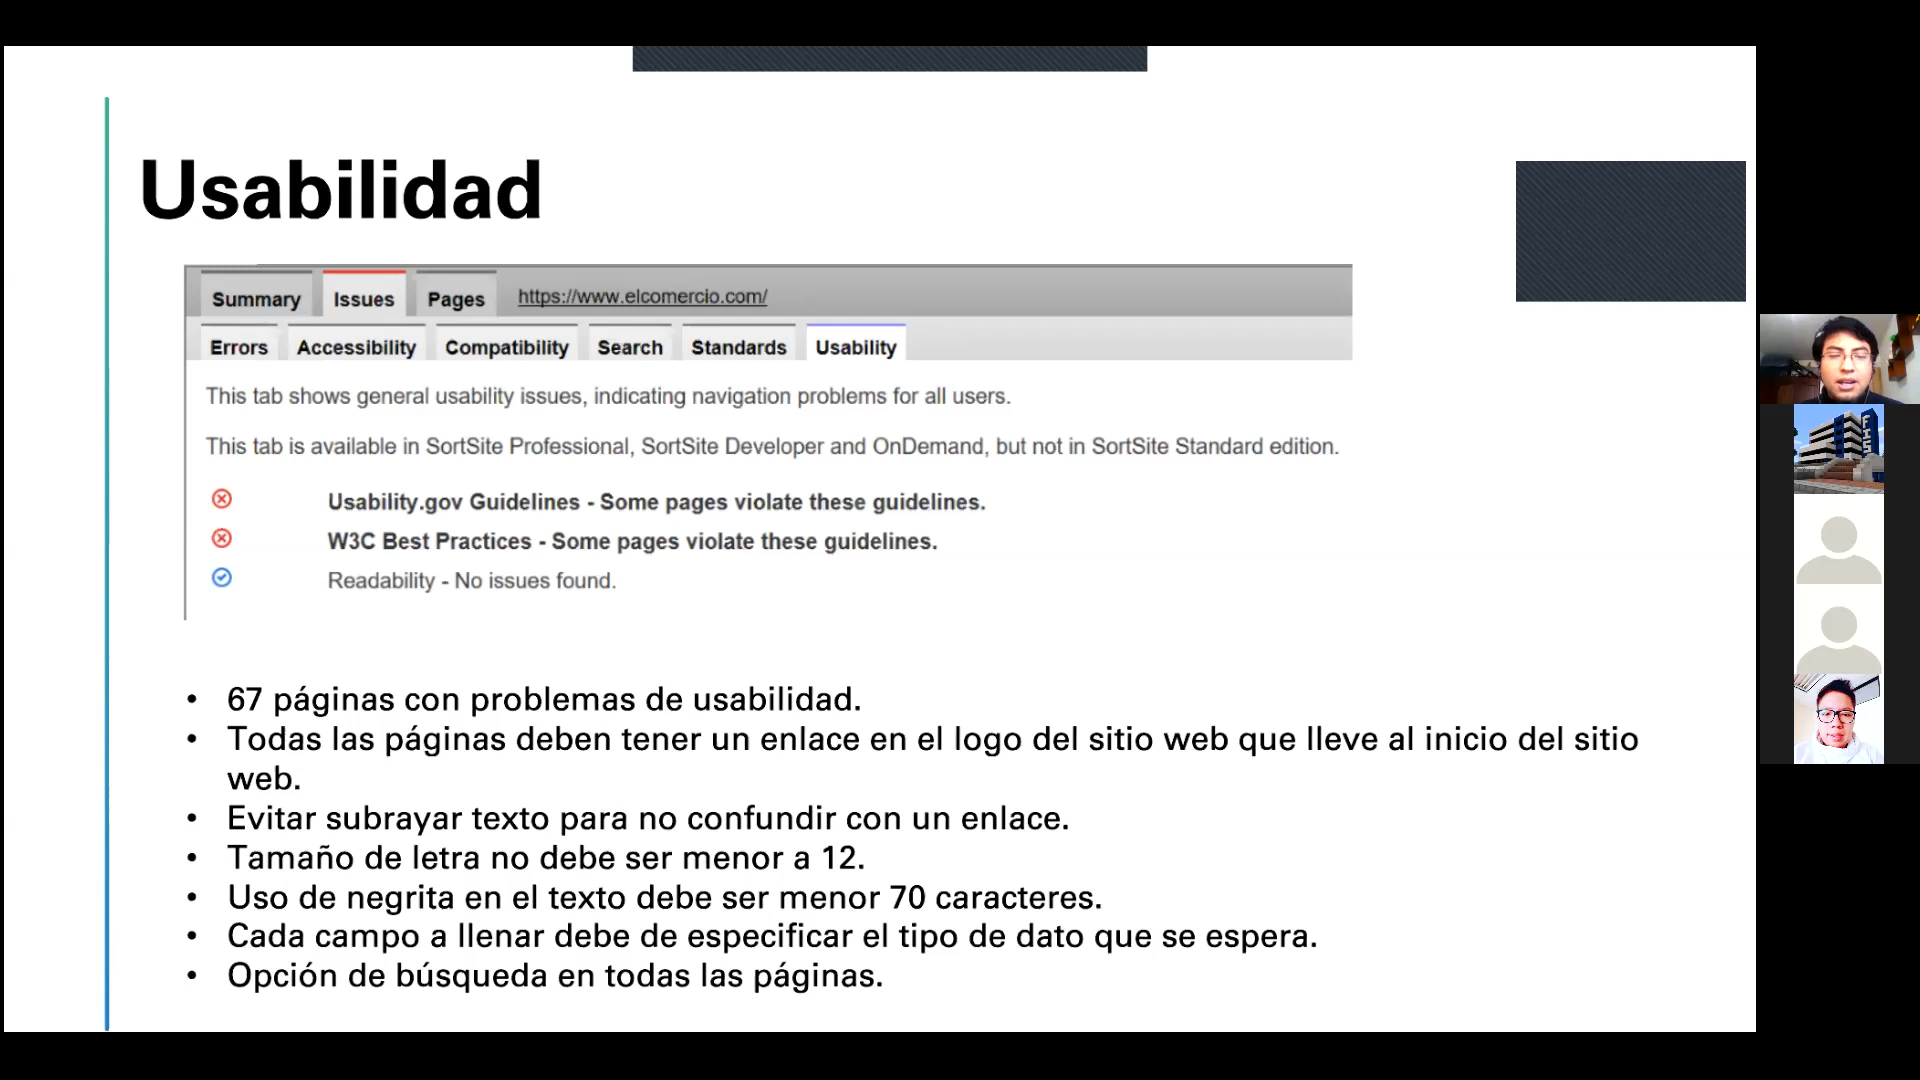 Usabilidad
Summary Issues Pages https://www.elcomercio.com/
Errors Accessibility Compatibility Search Standards Usability
This tab shows general usability issues, indicating navigation problems for all users.
This tab is available in SortSite Professional, SortSite Developer and OnDemand, but not in SortSite Standard edition.
Usability.gov Guidelines - Some pages violate these guidelines.
W3C Best Practices - Some pages violate these guidelines.
Readability - No issues found.
• 67 páginas con problemas de usabilidad.
• Todas las páginas deben tener un enlace en el logo del sitio web que lleve al inicio del sitio
web.
• Evitar subrayar texto para no confundir con un enlace.
• Tamaño de letra no debe ser menor a 12.
• Uso de negrita en el texto debe ser menor 70 caracteres.
• Cada campo a llenar debe de especificar el tipo de dato que se espera.
• Opción de búsqueda en todas las páginas.